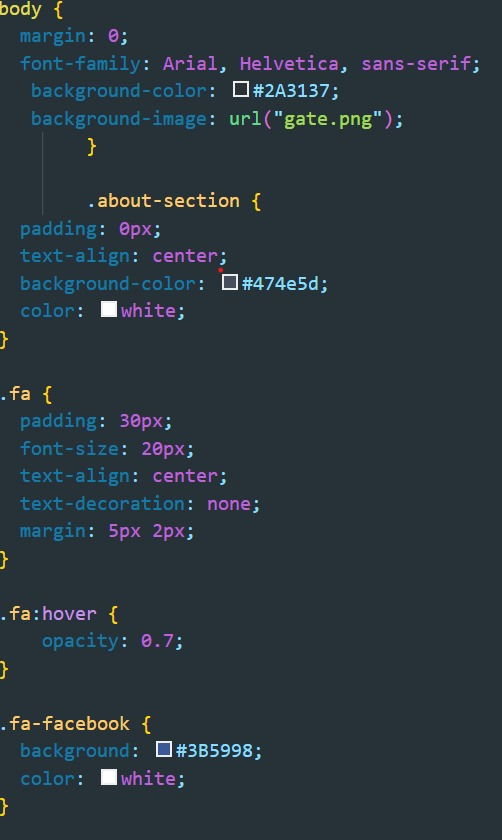 body {
  margin: 0;
  font-family: Arial, Helvetica, sans-serif;
   background-color: #2A3137;
   background-image: url("gate.png");
        }

        .about-section {
  padding: 0px;
  text-align: center;
  background-color: #474e5d;
  color: white;
}

.fa {
  padding: 30px;
  font-size: 20px;
  text-align: center;
  text-decoration: none;
  margin: 5px 2px;
}

.fa:hover {
    opacity: 0.7;
}

.fa-facebook {
  background: #3B5998;
  color: white;
}